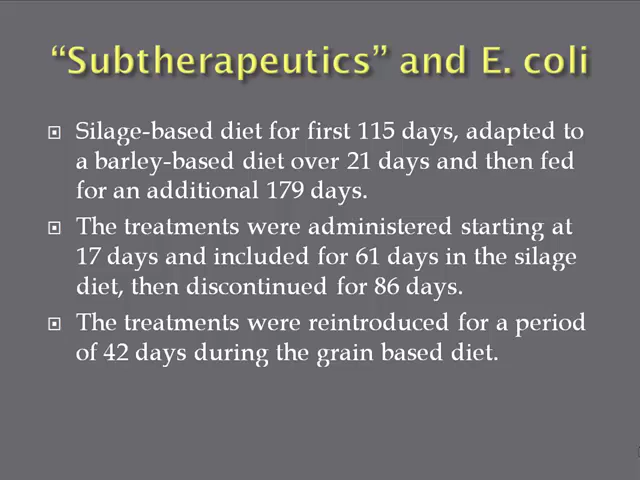 “Subtherapeutics” and E. coli
Silage-based diet for first 115 days, adapted to
a barley-based diet over 21 days and then fed
for an additional 179 days.
The treatments were administered starting at
17 days and included for 61 days in the silage
diet, then discontinued for 86 days.
The treatments were reintroduced for a period
of 42 days during the grain based diet.